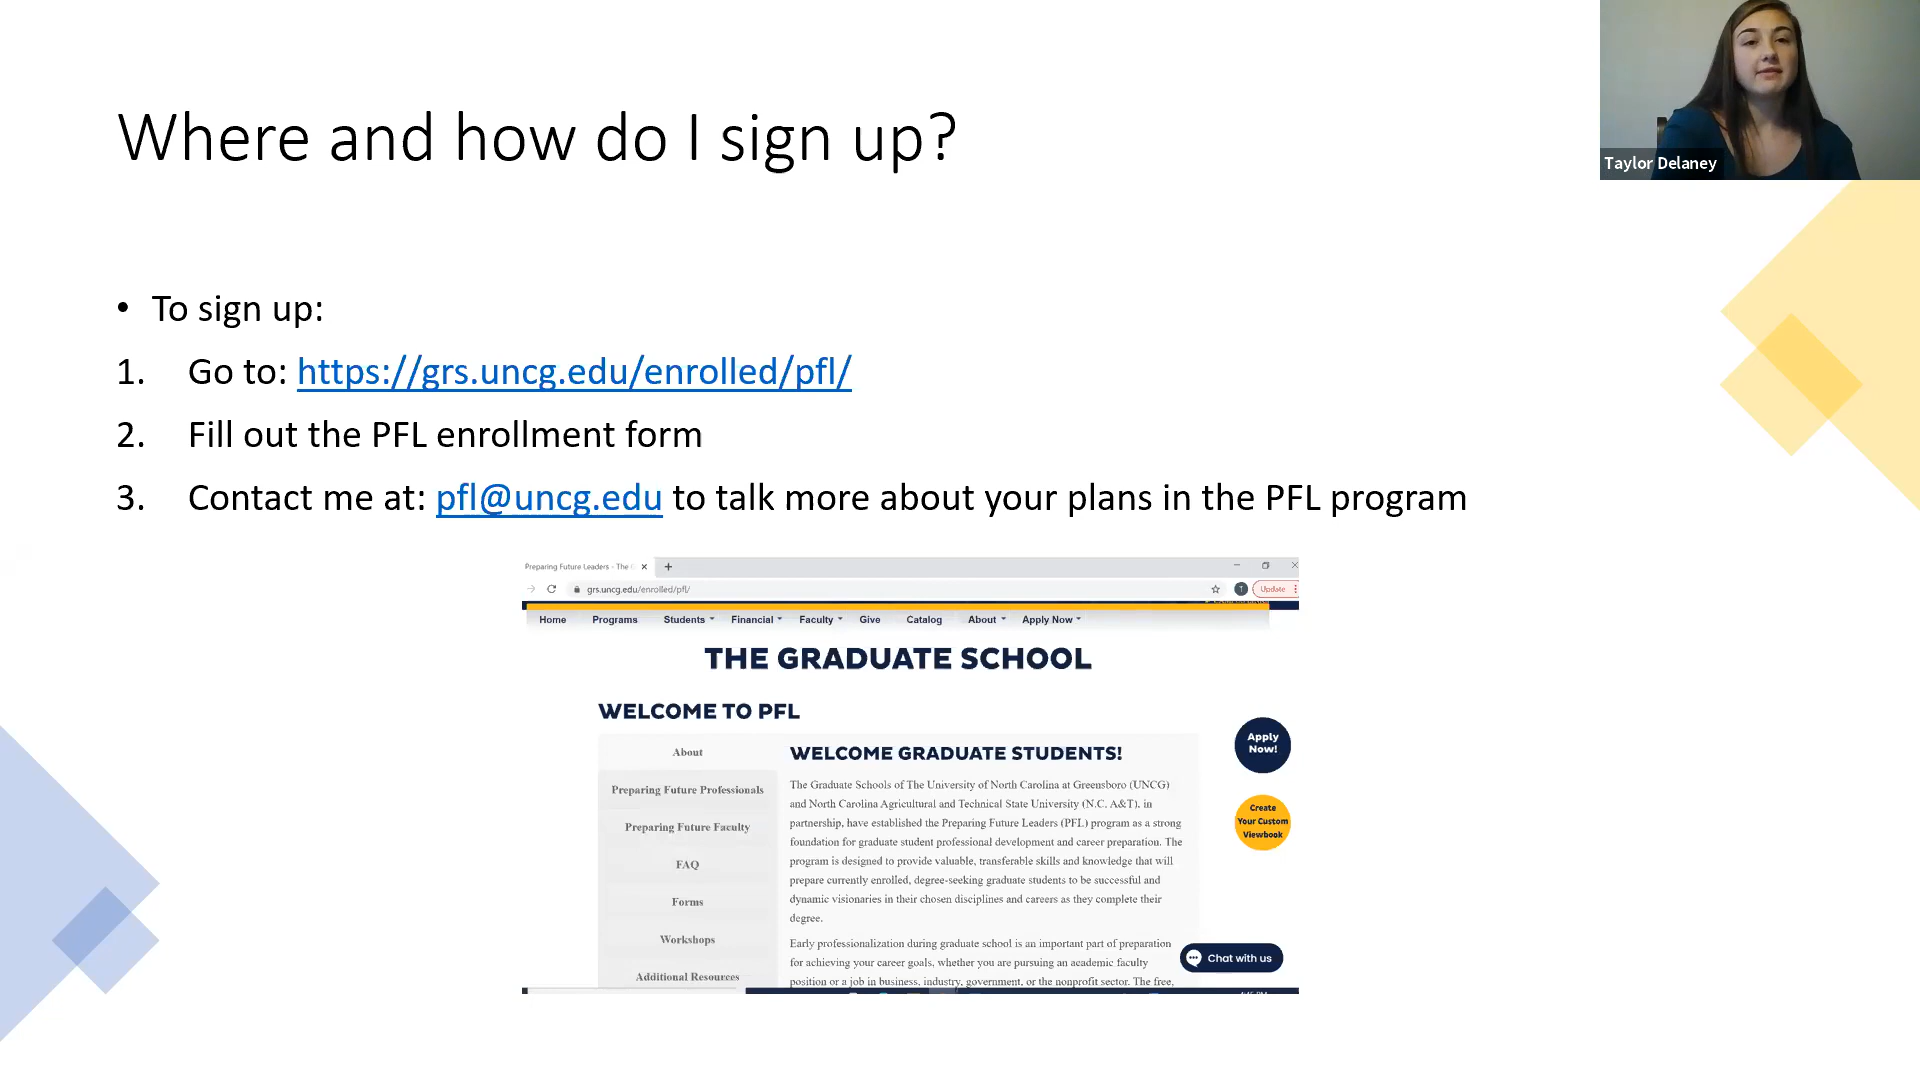 Where and how do I sign up?
Taylor Delaney
• To sign up:
1. Go to: https://grs.uncg.edu/enrolled/pfl/
2. Fill out the PFL enrollment form
3. Contact me at: pfl@uncg.edu to talk more about your plans in the PFL program
Preparing Future Leaders - The
grs.uncg.edu/enrolled/pfl/
Update
Home Programs Students Financial Faculty Give Catalog About Apply Now
THE GRADUATE SCHOOL
WELCOME TO PFL
About
Preparing Future Professionals
Preparing Future Faculty
FAQ
Forms
Workshops
Additional Resources
WELCOME GRADUATE STUDENTS!
The Graduate Schools of The University of North Carolina at Greensboro (UNCG)
and North Carolina Agricultural and Technical State University (N.C. A&T), in
partnership, have established the Preparing Future Leaders (PFL) program as a strong
foundation for graduate student professional development and career preparation. The
program is designed to provide valuable, transferable skills and knowledge that will
prepare currently enrolled, degree-seeking graduate students to be successful and
dynamic visionaries in their chosen disciplines and careers as they complete their
degree.
Early professionalization during graduate school is an important part of preparation
for achieving your career goals, whether you are pursuing an academic faculty
position or a job in business, industry, government, or the nonprofit sector. The free,
Apply
Now!
Create
Your Custom
Viewbook
Chat with us